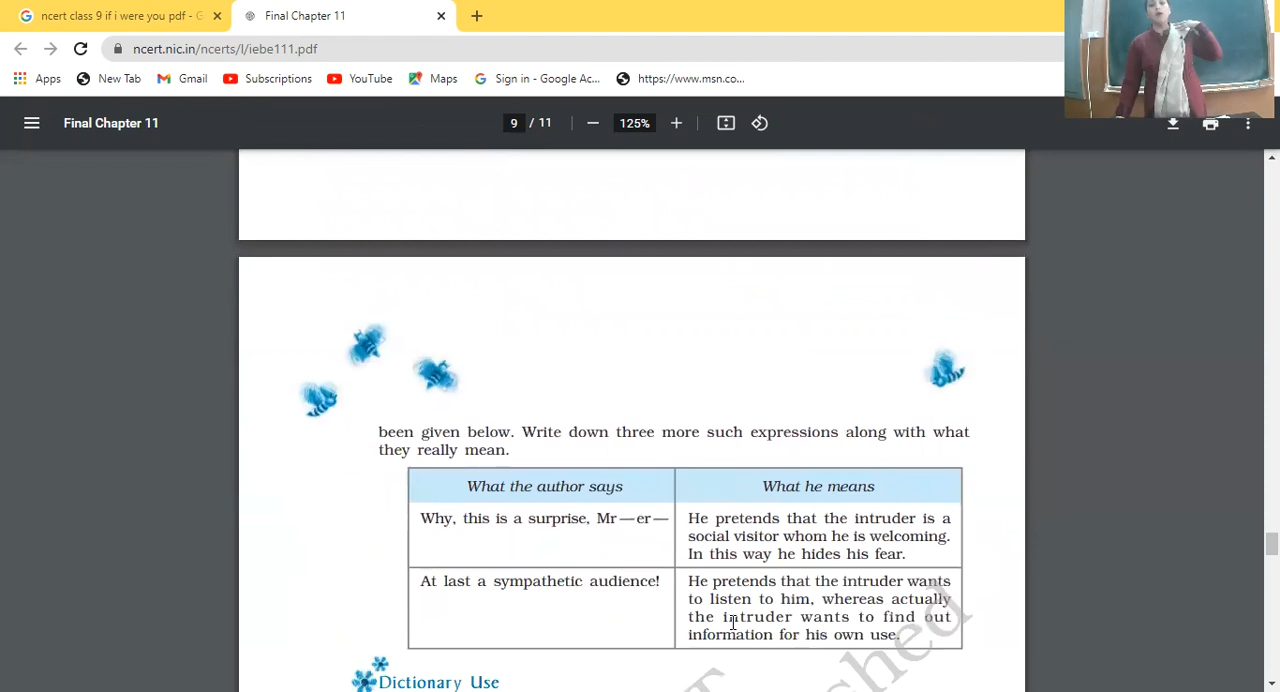 ncert class 9 if i were you pdf - G
Final Chapter 11
ncert.nic.in/ncerts/l/iebe111.pdf
Apps
New Tab
Gmail
Subscriptions
YouTube
Maps
Sign in - Google Ac...
https://www.msn.co...
Final Chapter 11
9 / 11
125%
been given below. Write down three more such expressions along with what
they really mean.
What the author says
What he means
Why, this is a surprise, Mr—er—
He pretends that the intruder is a
social visitor whom he is welcoming.
In this way he hides his fear.
At last a sympathetic audience!
He pretends that the intruder wants
to listen to him, whereas actually
the intruder wants to find out
information for his own use.
Dictionary Use